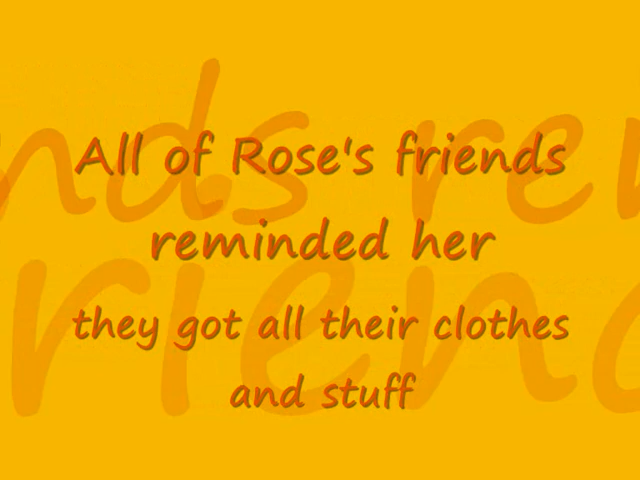 All of Rose's friends
reminded her
they got all their clothes
and stuff